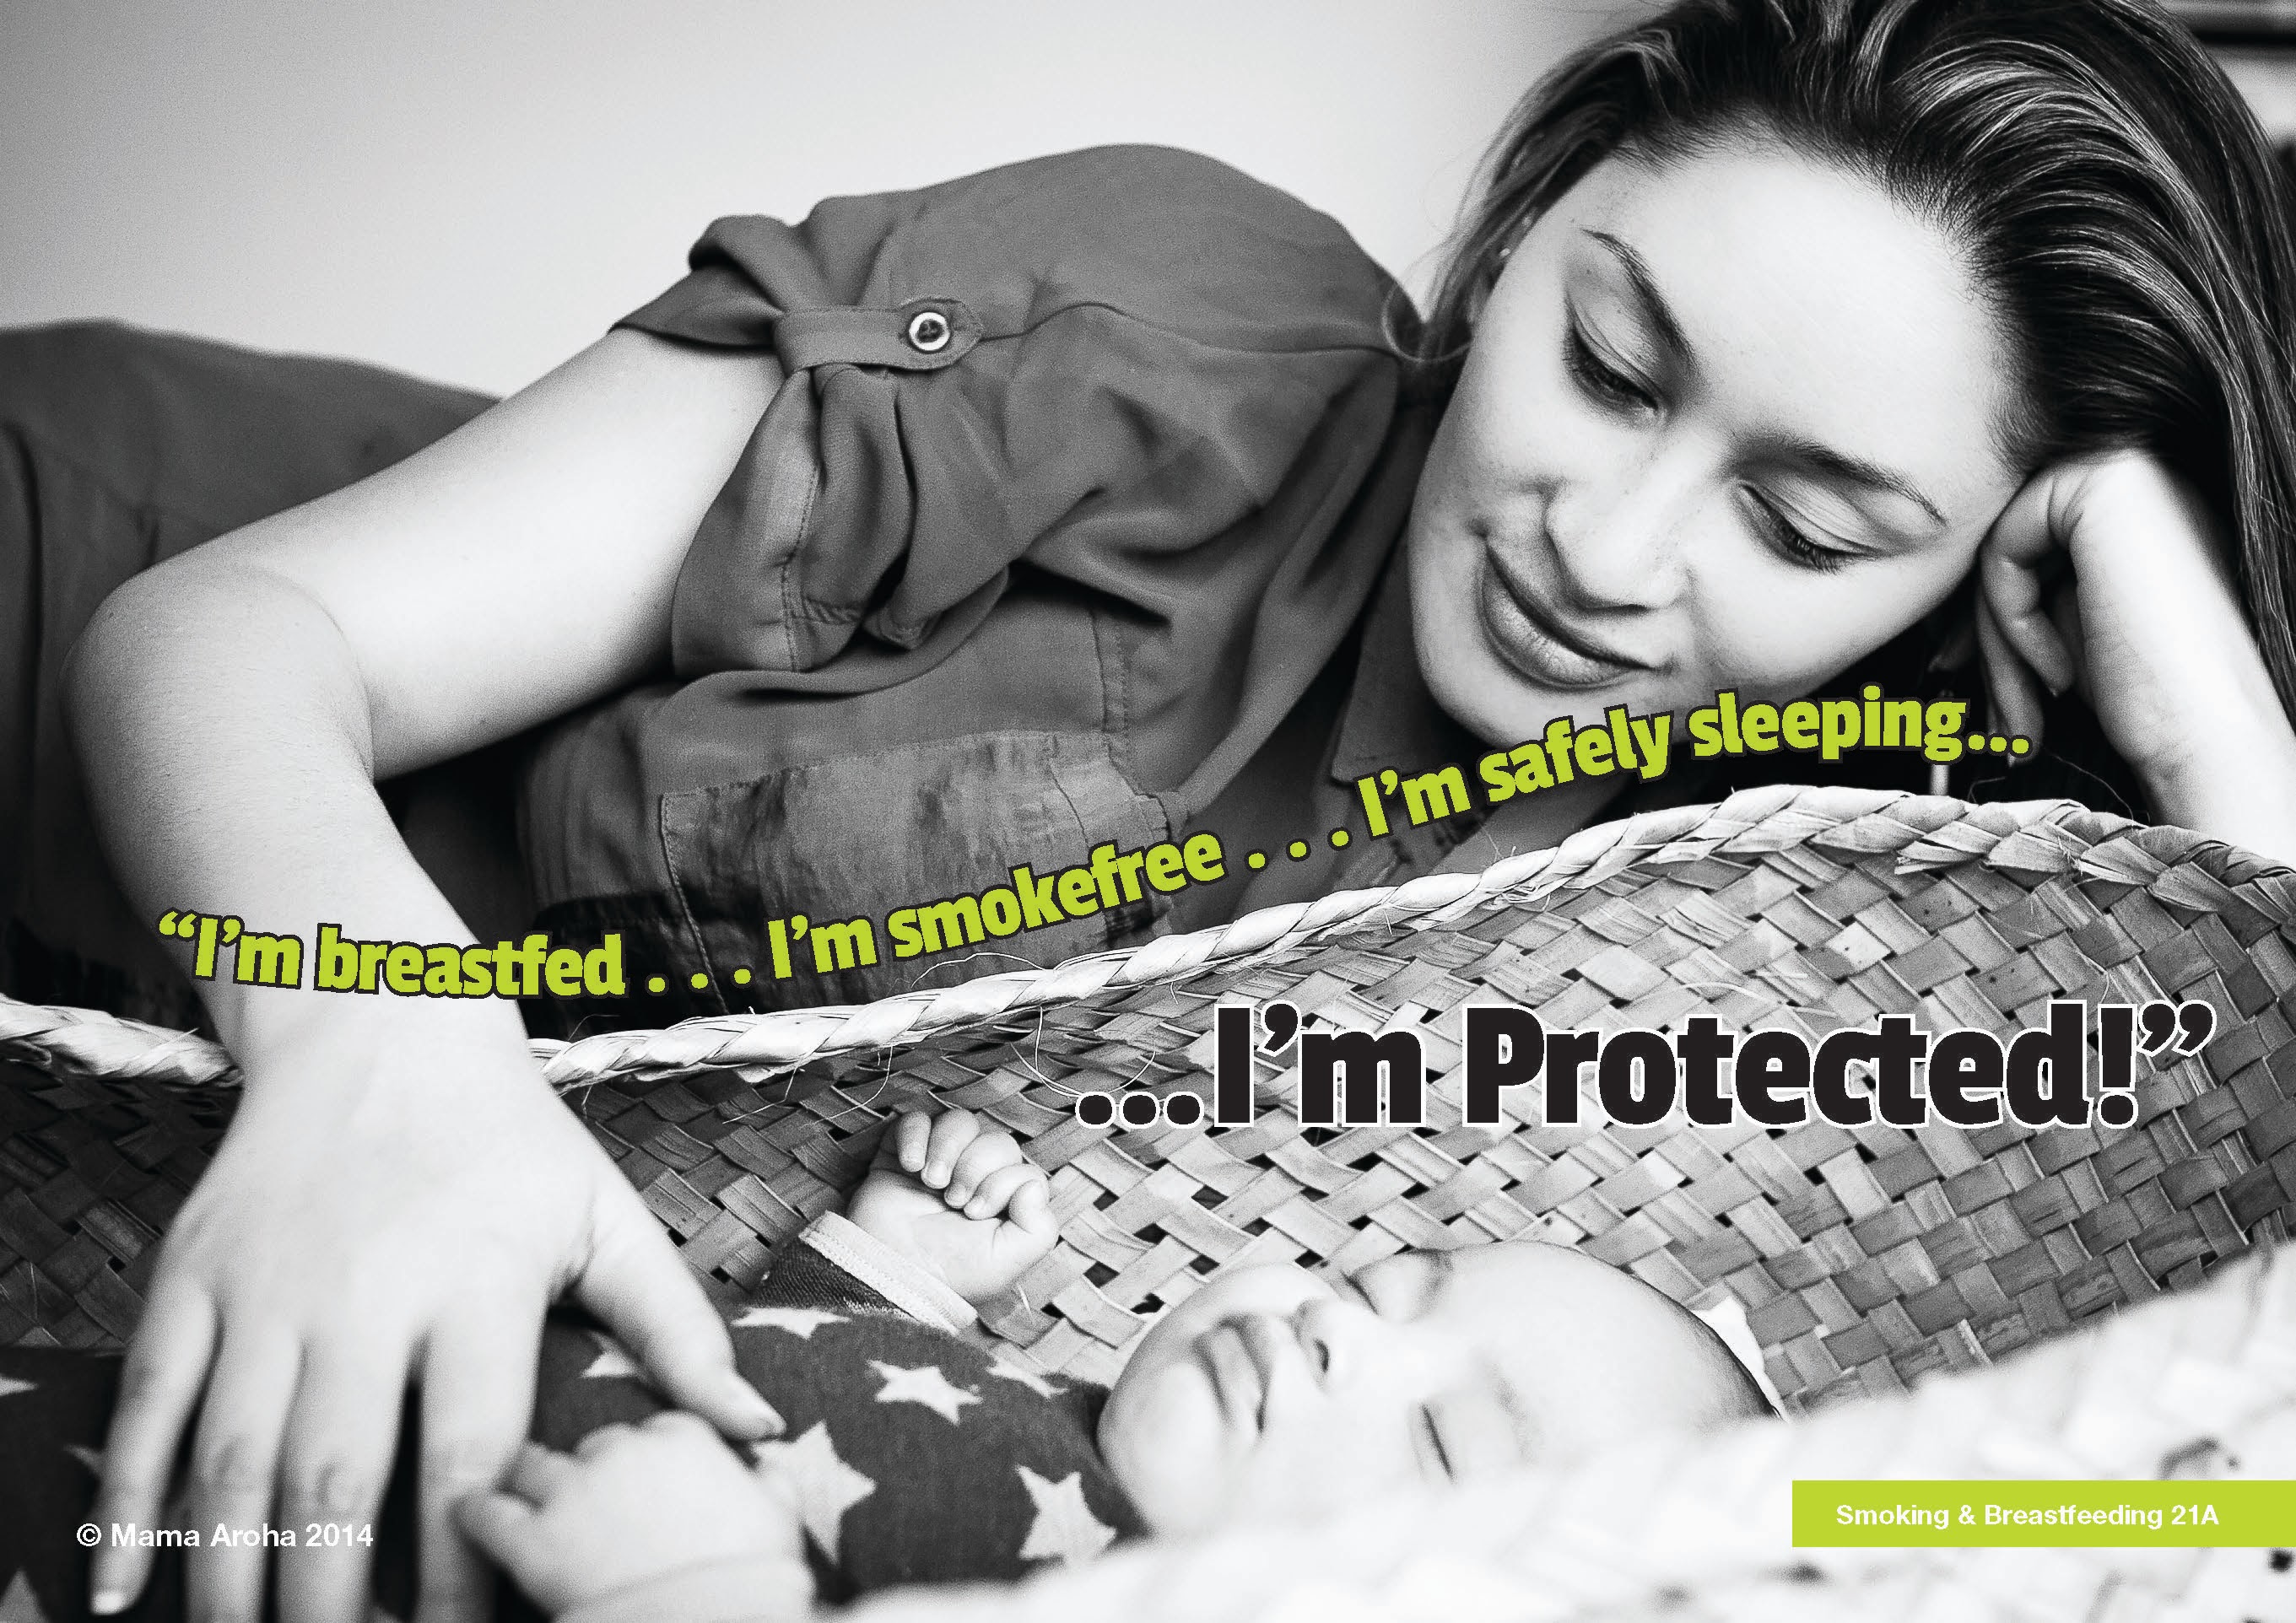 “I’m breastfed . . . I’m smokefree . . . I’m safely sleeping...
...I’m Protected!”
Smoking & Breastfeeding 21A
© Mama Aroha 2014